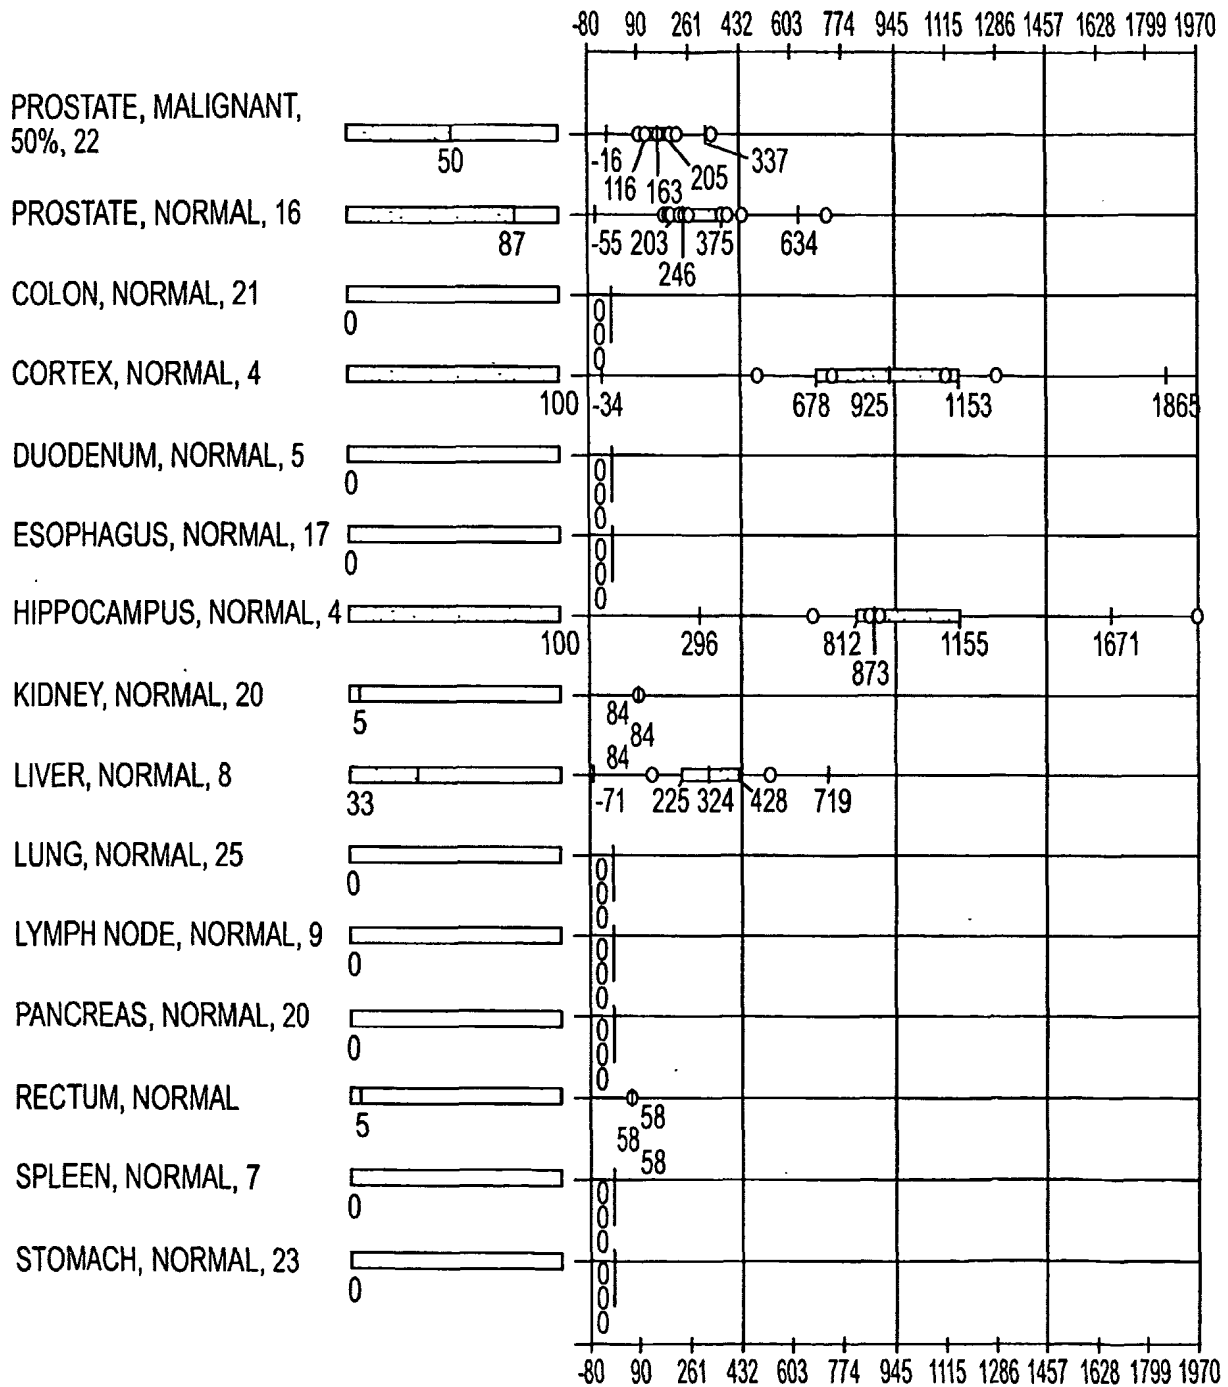 -80 90 261 432 603 774 945 1115 1286 1457 1628 1799 1970
PROSTATE, MALIGNANT,
50%, 22
50
-16
116
163
205
337
PROSTATE, NORMAL, 16
87
-55 203 375 634
246
COLON, NORMAL, 21
0
0
0
0
CORTEX, NORMAL, 4
100
-34 678 925 1153 1865
DUODENUM, NORMAL, 5
0
0
0
0
ESOPHAGUS, NORMAL, 17
0
0
0
0
HIPPOCAMPUS, NORMAL, 4
100
296 812 1155 1671
873
KIDNEY, NORMAL, 20
5
84
84
84
LIVER, NORMAL, 8
33
-71 225 324 428 719
LUNG, NORMAL, 25
0
0
0
0
LYMPH NODE, NORMAL, 9
0
0
0
0
PANCREAS, NORMAL, 20
0
0
0
0
RECTUM, NORMAL
5
58
58
58
SPLEEN, NORMAL, 7
0
0
0
0
STOMACH, NORMAL, 23
0
0
0
0
-80 90 261 432 603 774 945 1115 1286 1457 1628 1799 1970